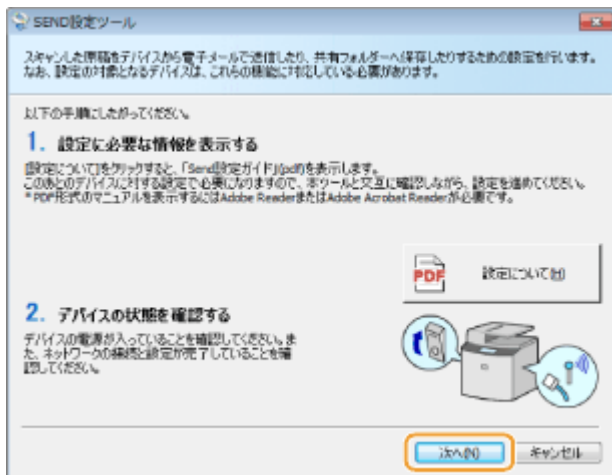 SEND設定ツール
スキャンした原稿をデバイスから電子メールで送信したり、共有フォルダーへ保存したりするための設定を行います。
なお、設定の対象となるデバイスは、これらの機能に対応している必要があります。
以下の手順にしたがってください。
1. 設定に必要な情報を表示する
[設定について]をクリックすると、「Send設定ガイド」(pdf)を表示します。
このあとのデバイスに対する設定で必要になりますので、本ツールと交互に確認しながら、設定を進めてください。
*PDF形式のマニュアルを表示するにはAdobe ReaderまたはAdobe Acrobat Readerが必要です。
PDF
設定について(H)
2. デバイスの状態を確認する
デバイスの電源が入っていることを確認してください。ま
た、ネットワークの接続と設定が完了していることを確
認してください。
次へ(N)
キャンセル